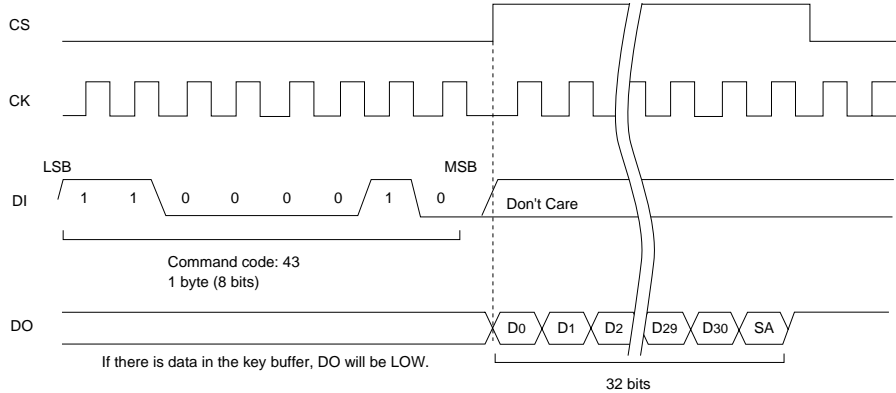 CS
CK
LSB MSB
DI 1 1 0 0 0 0 1 0 Don't Care
Command code: 43
1 byte (8 bits)
DO D0 D1 D2 D29 D30 SA
If there is data in the key buffer, DO will be LOW.
32 bits